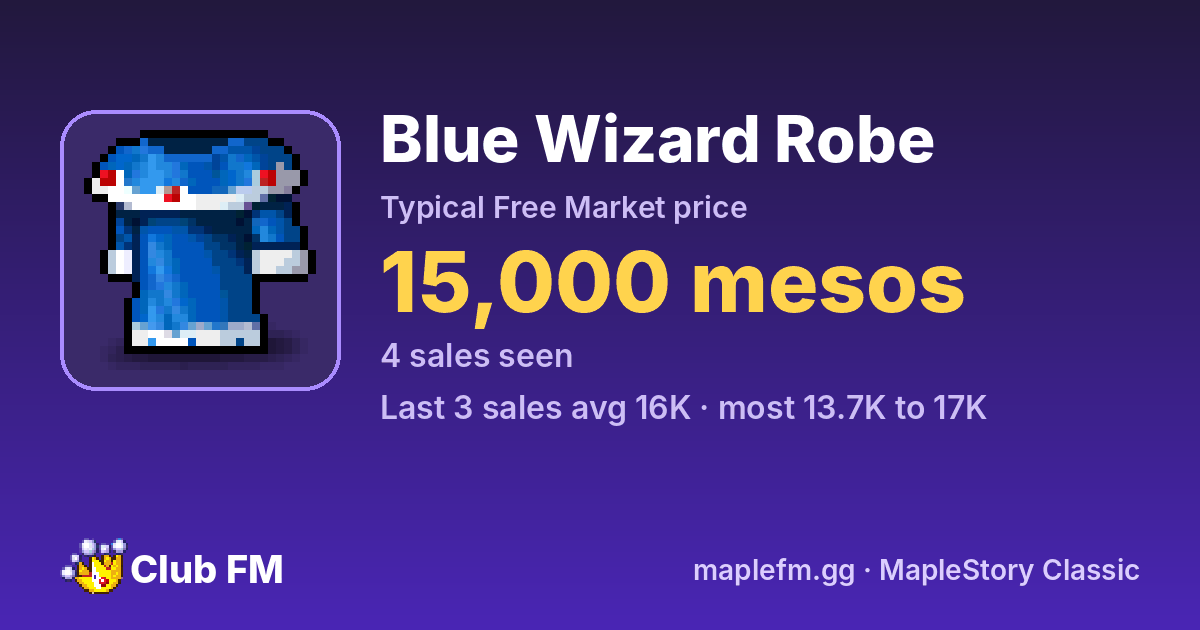 Blue Wizard Robe
Typical Free Market price
15,000 mesos
4 sales seen
Last 3 sales avg 16K · most 13.7K to 17K
Club FM
maplefm.gg · MapleStory Classic